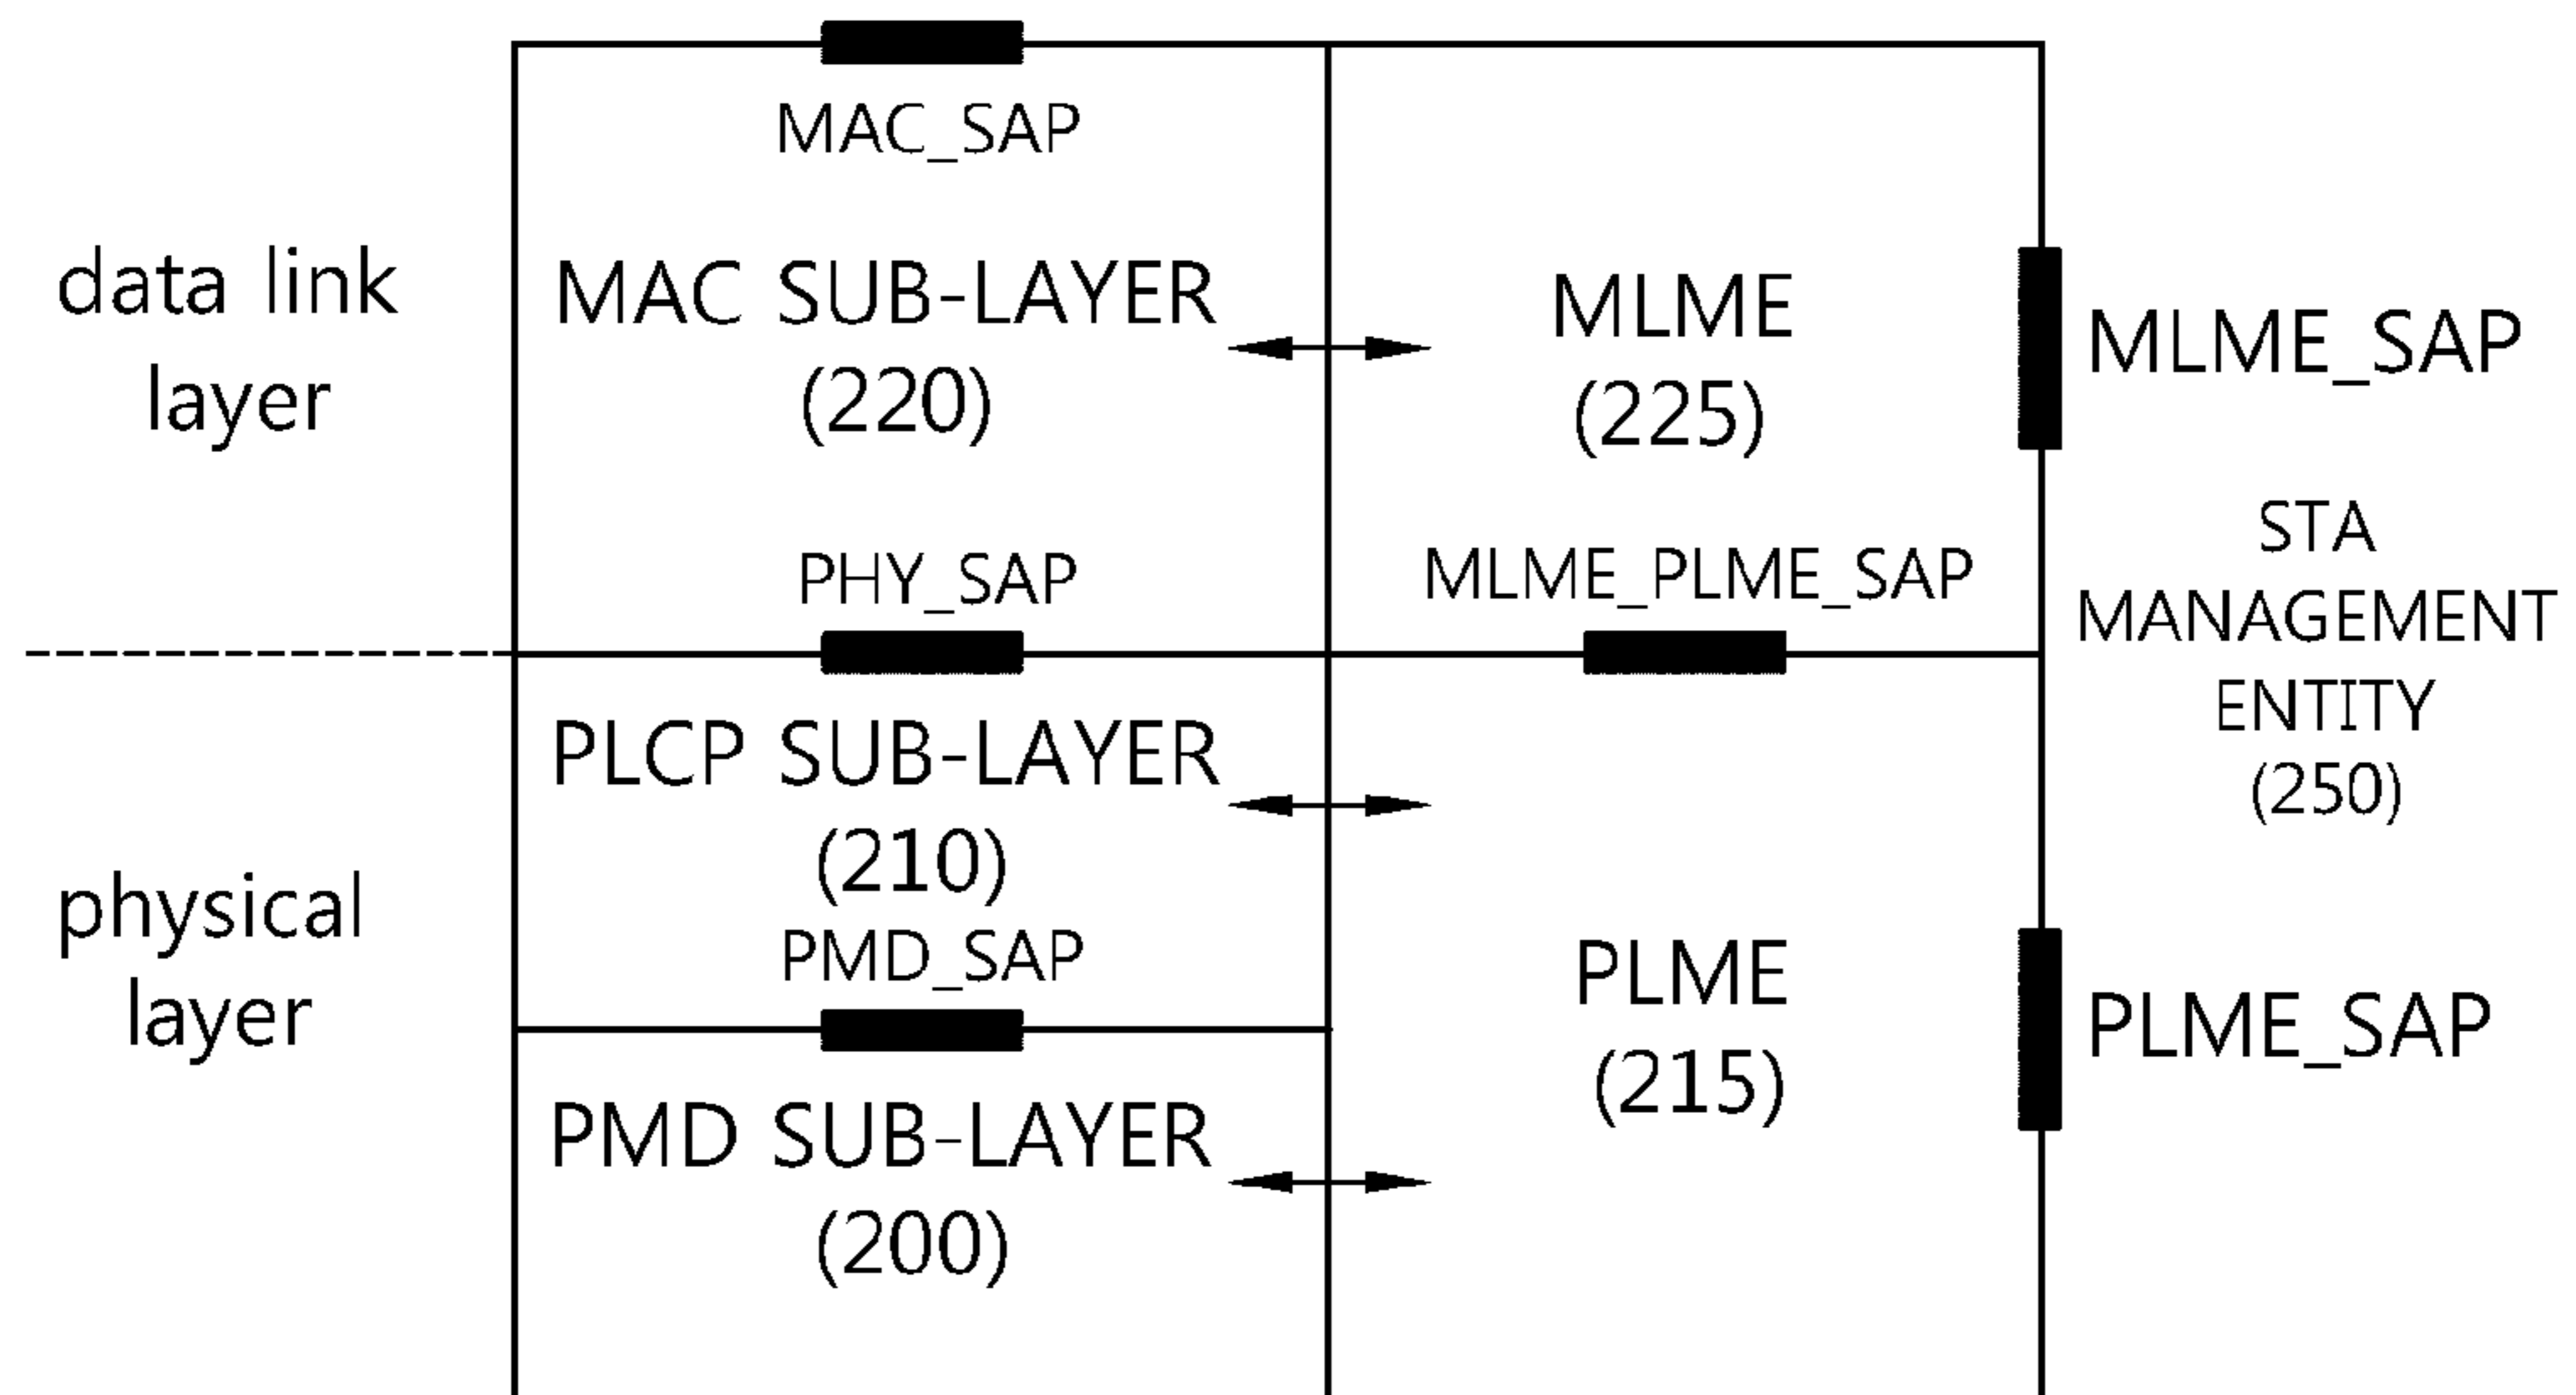 MAC_SAP
data link
layer
MAC SUB-LAYER
(220)
MLME
(225)
MLME_SAP
PHY_SAP
MLME_PLME_SAP
STA
MANAGEMENT
ENTITY
(250)
physical
layer
PLCP SUB-LAYER
(210)
PMD_SAP
PLME
(215)
PLME_SAP
PMD SUB-LAYER
(200)